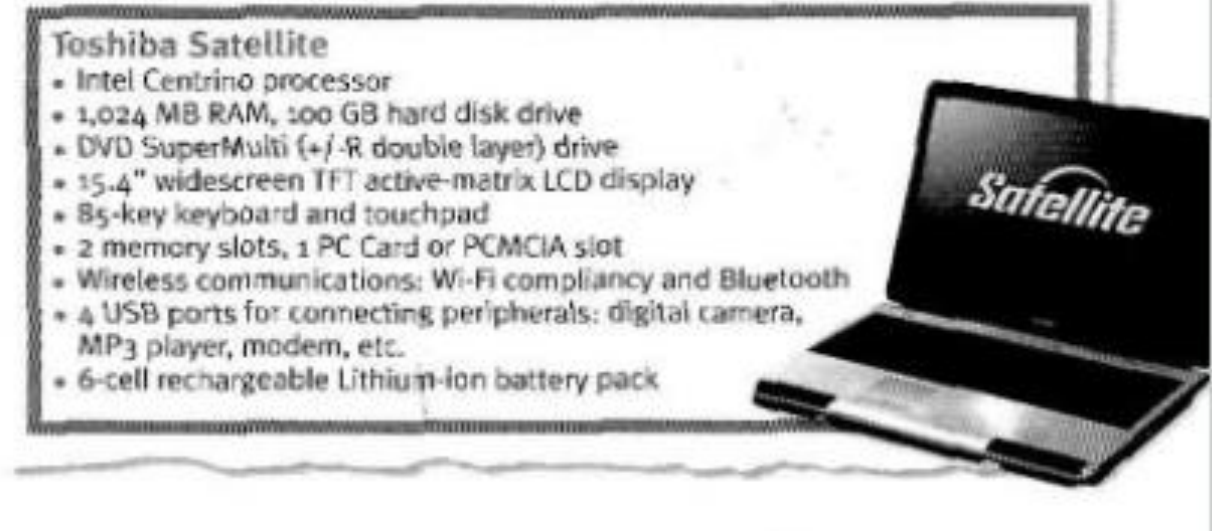 Toshiba Satellite
• Intel Centrino processor
• 1,024 MB RAM, 100 GB hard disk drive
• DVD SuperMulti (+/-R double layer) drive
• 15.4" widescreen TFT active-matrix LCD display
• 85-key keyboard and touchpad
• 2 memory slots, 1 PC Card or PCMCIA slot
• Wireless communications: Wi-Fi compliancy and Bluetooth
• 4 USB ports for connecting peripherals: digital camera,
MP3 player, modem, etc.
• 6-cell rechargeable Lithium-ion battery pack
Satellite